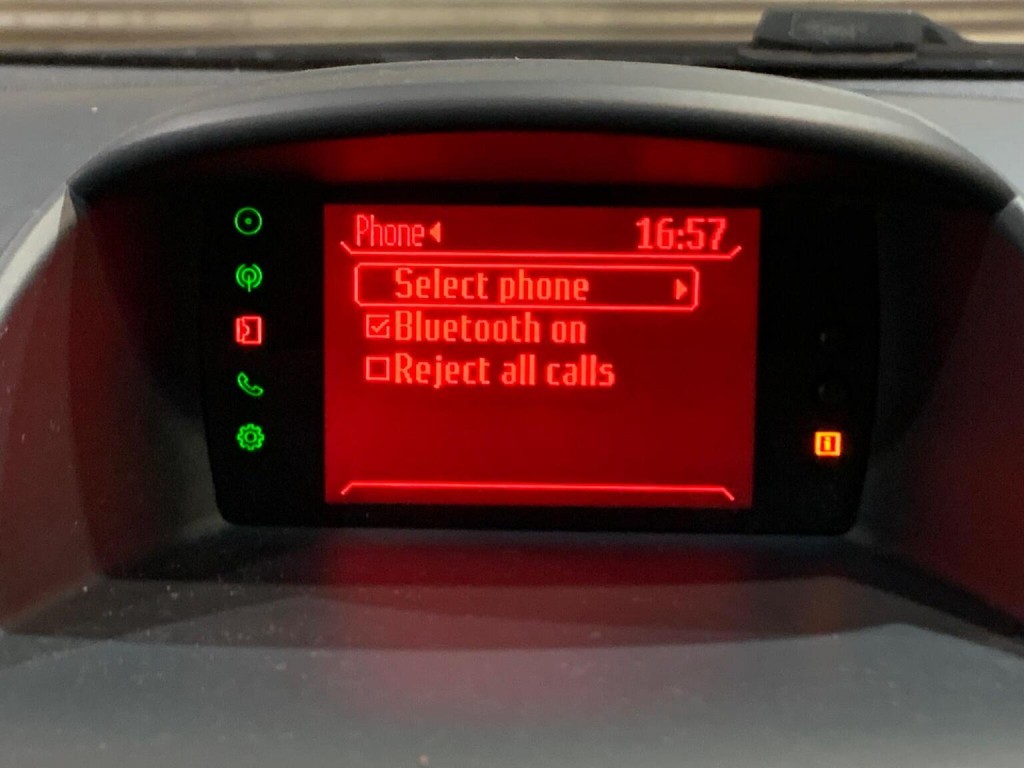 Phone
16:57
Select phone
Bluetooth on
Reject all calls